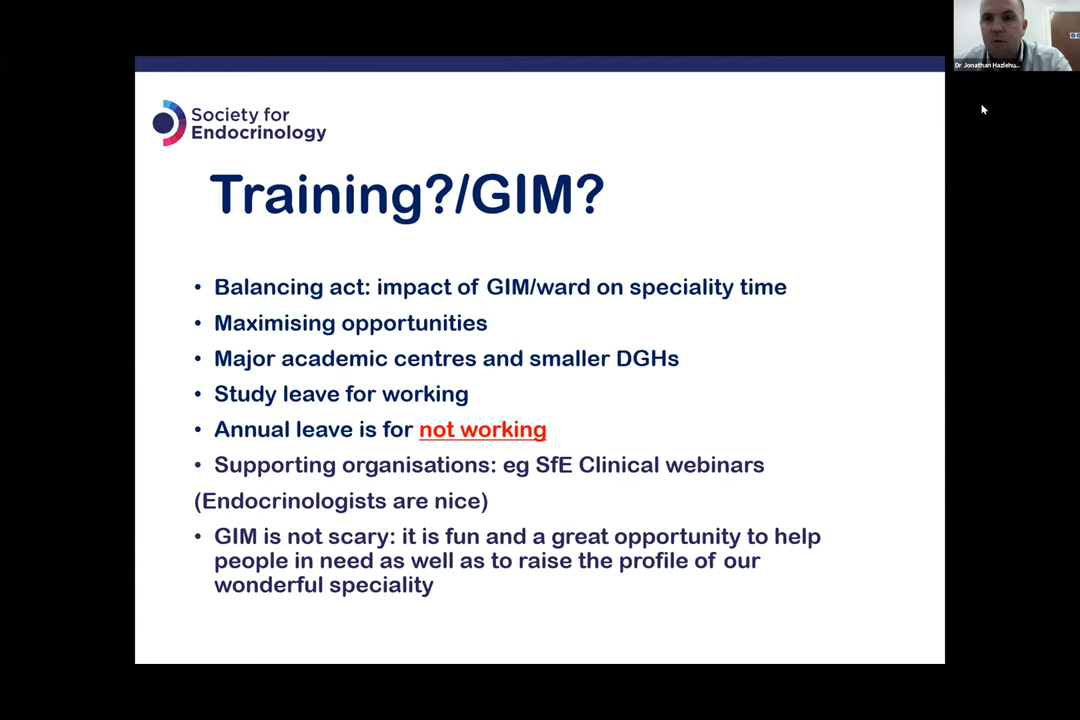 Dr Jonathan Hazlehu...
Society for
Endocrinology
Training?/GIM?
• Balancing act: impact of GIM/ward on speciality time
• Maximising opportunities
• Major academic centres and smaller DGHs
• Study leave for working
• Annual leave is for not working
• Supporting organisations: eg SfE Clinical webinars
(Endocrinologists are nice)
• GIM is not scary: it is fun and a great opportunity to help
people in need as well as to raise the profile of our
wonderful speciality